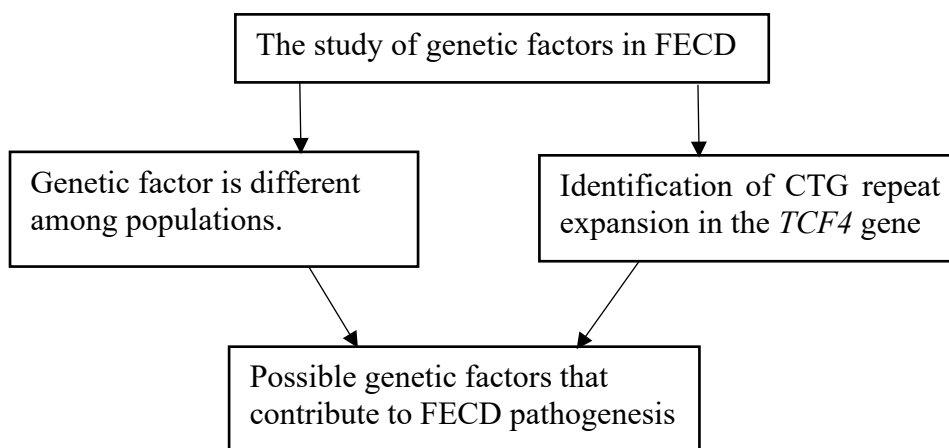 The study of genetic factors in FECD
Genetic factor is different
among populations.
Identification of CTG repeat
expansion in the TCF4 gene
Possible genetic factors that
contribute to FECD pathogenesis